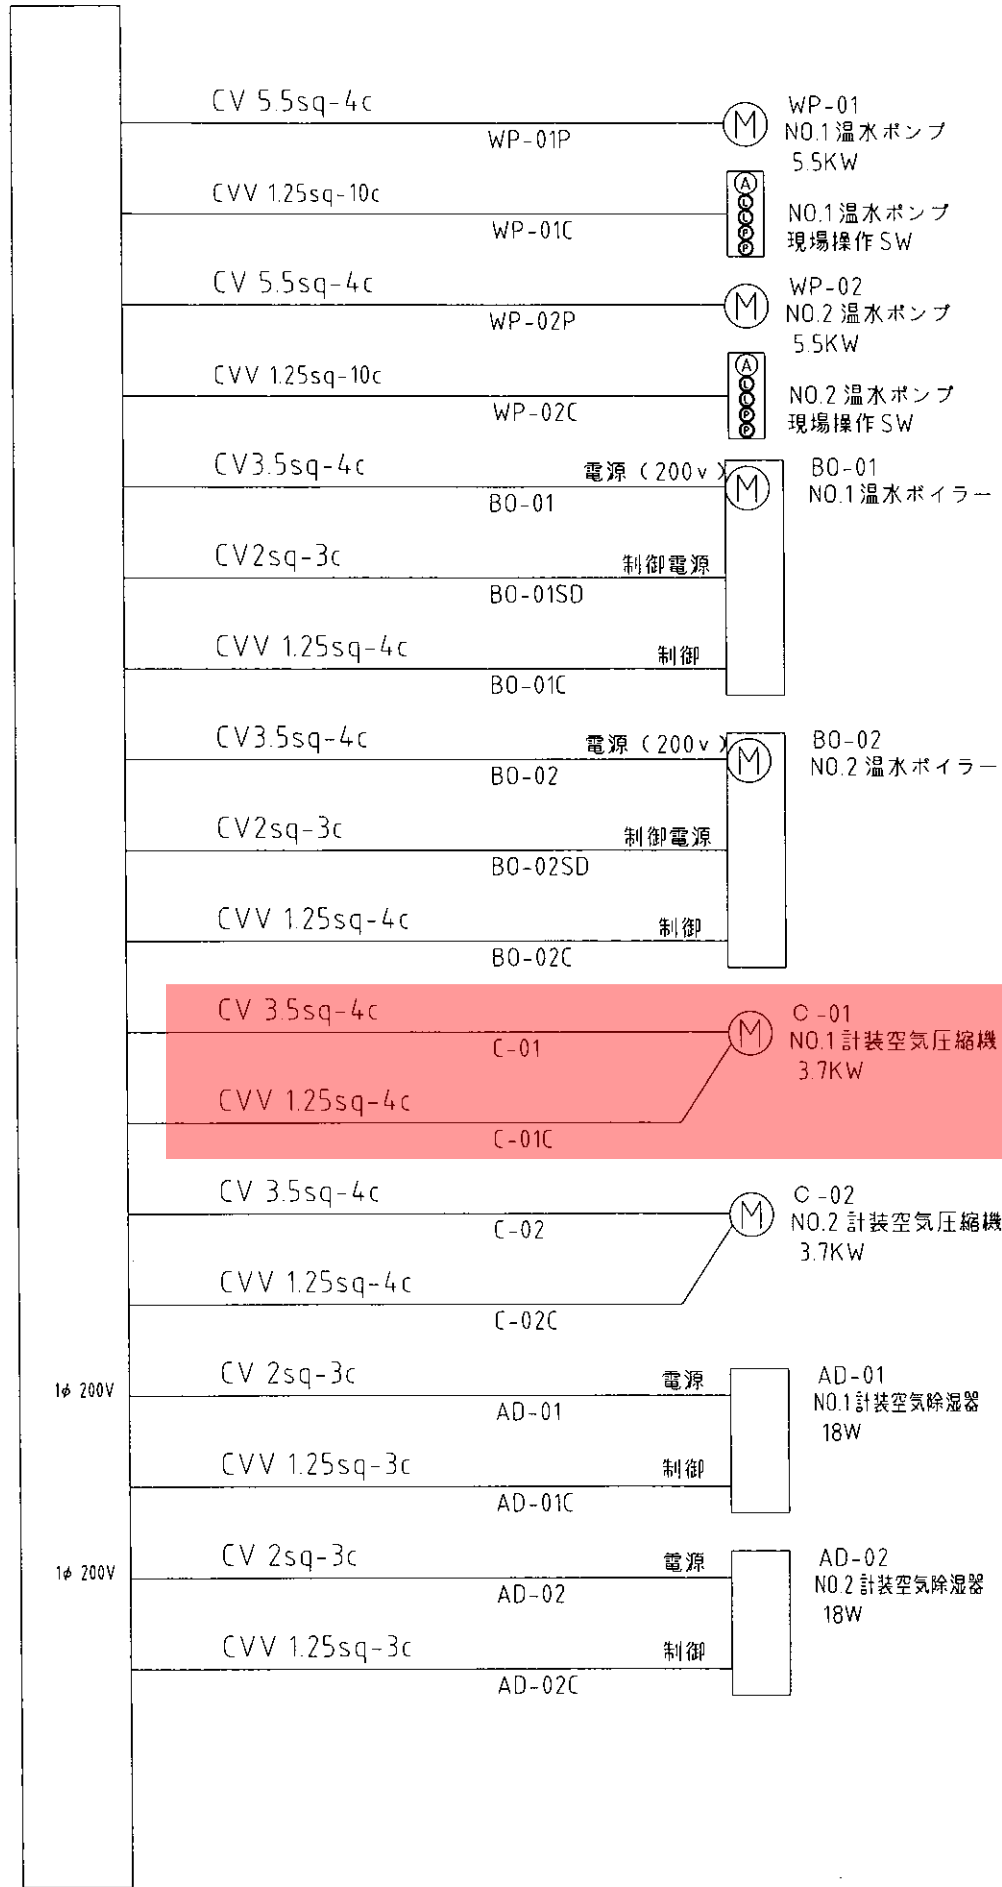 CV 5.5sq-4c
WP-01P
M
WP-01
NO.1温水ポンプ
5.5KW
CVV 1.25sq-10c
WP-01C
A
L
L
P
P
NO.1温水ポンプ
現場操作SW
CV 5.5sq-4c
WP-02P
M
WP-02
NO.2温水ポンプ
5.5KW
CVV 1.25sq-10c
WP-02C
A
L
L
P
P
NO.2温水ポンプ
現場操作SW
CV3.5sq-4c
電源(200v)
BO-01
M
BO-01
NO.1温水ボイラー
CV2sq-3c
制御電源
BO-01SD
CVV 1.25sq-4c
制御
BO-01C
CV3.5sq-4c
電源(200v)
BO-02
M
BO-02
NO.2温水ボイラー
CV2sq-3c
制御電源
BO-02SD
CVV 1.25sq-4c
制御
BO-02C
CV 3.5sq-4c
C-01
M
C-01
NO.1計装空気圧縮機
3.7KW
CVV 1.25sq-4c
C-01C
CV 3.5sq-4c
C-02
M
C-02
NO.2計装空気圧縮機
3.7KW
CVV 1.25sq-4c
C-02C
1φ 200V
CV 2sq-3c
電源
AD-01
AD-01
NO.1計装空気除湿器
18W
CVV 1.25sq-3c
制御
AD-01C
1φ 200V
CV 2sq-3c
電源
AD-02
AD-02
NO.2計装空気除湿器
18W
CVV 1.25sq-3c
制御
AD-02C